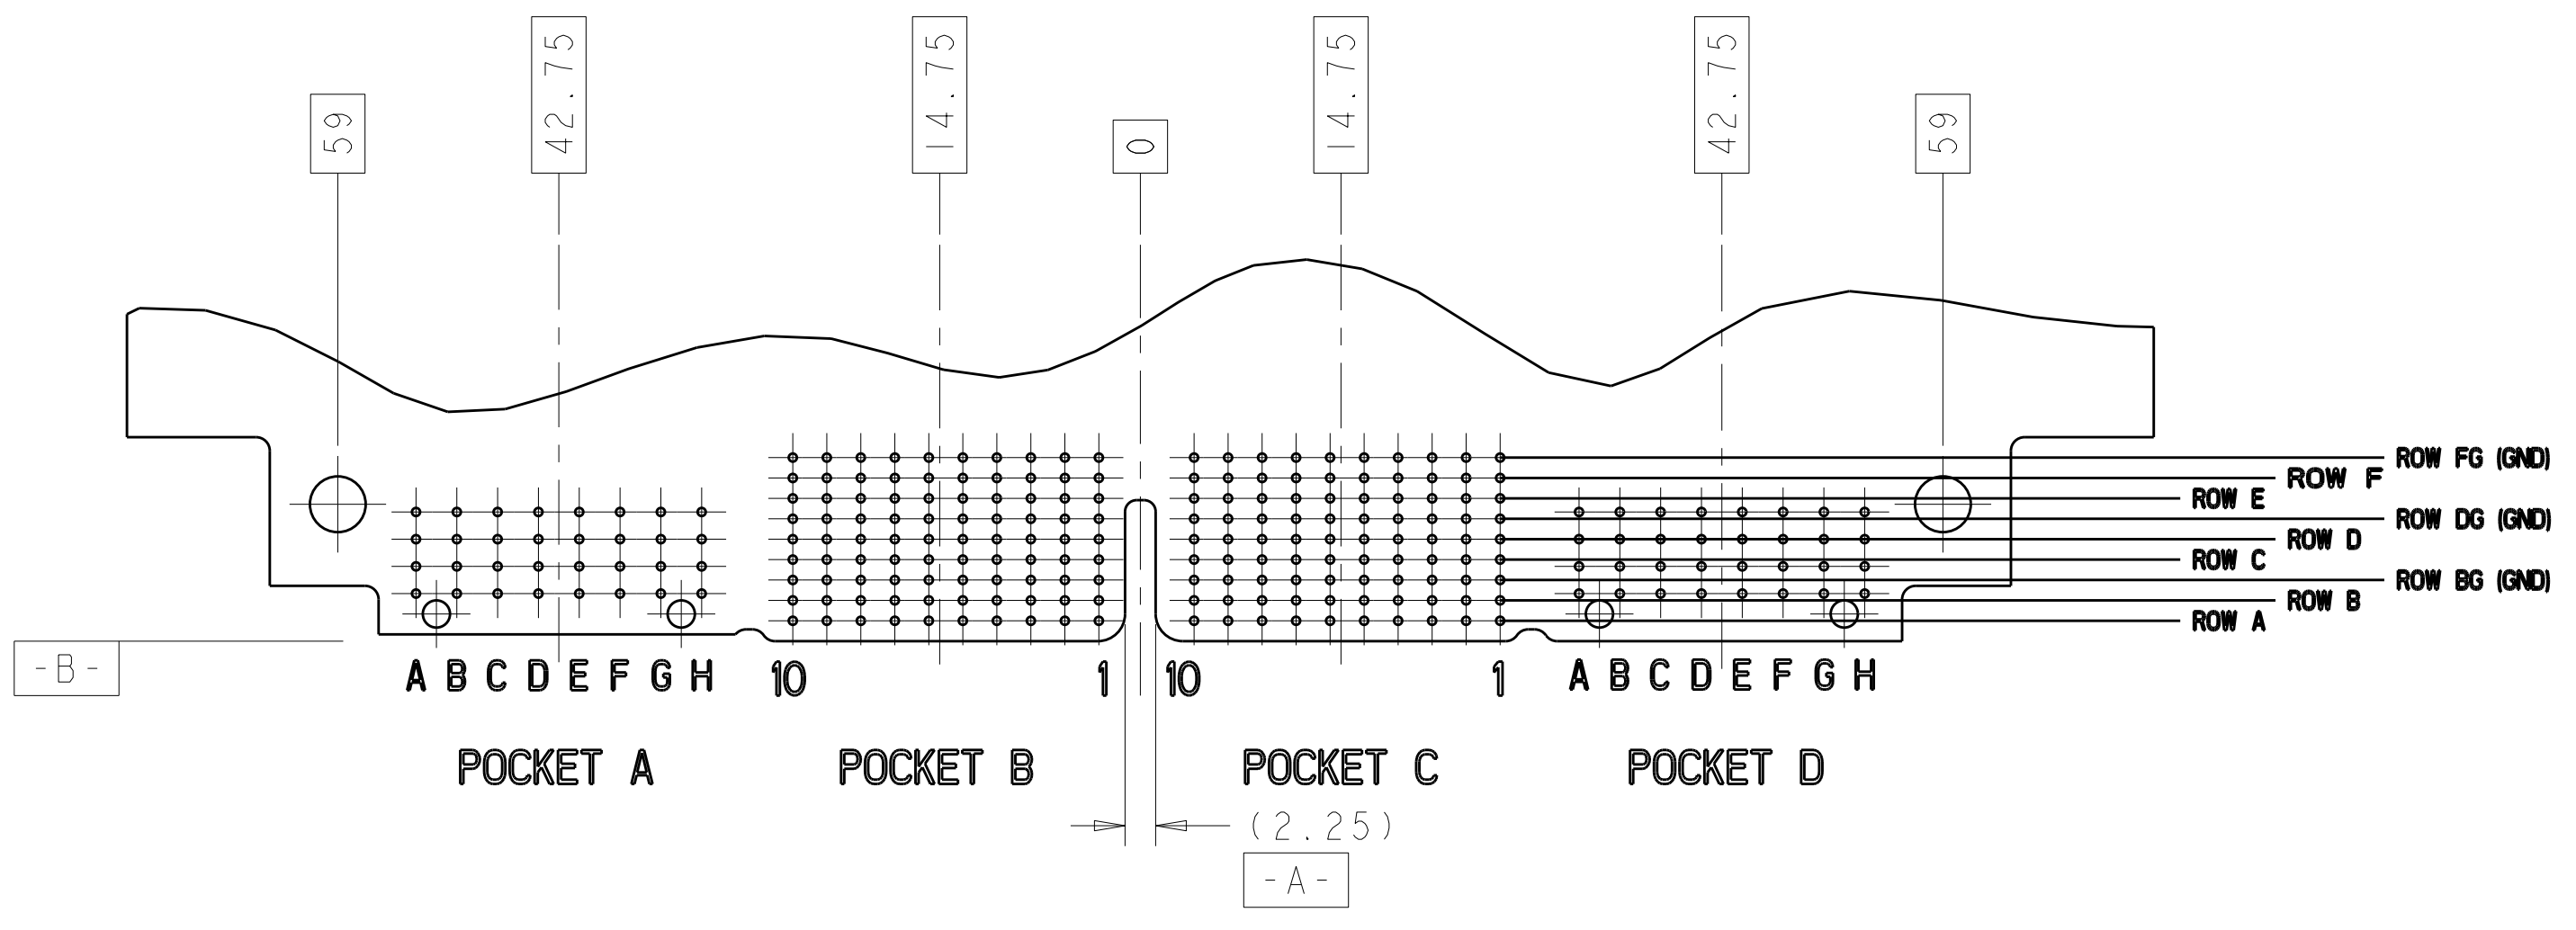 59
42.75
14.75
0
14.75
42.75
59
ROW FG (GND)
ROW F
ROW E
ROW DG (GND)
ROW D
ROW C
ROW BG (GND)
ROW B
ROW A
-B-
A B C D E F G H 10 1 10 1 A B C D E F G H
POCKET A POCKET B POCKET C POCKET D
(2.25)
-A-